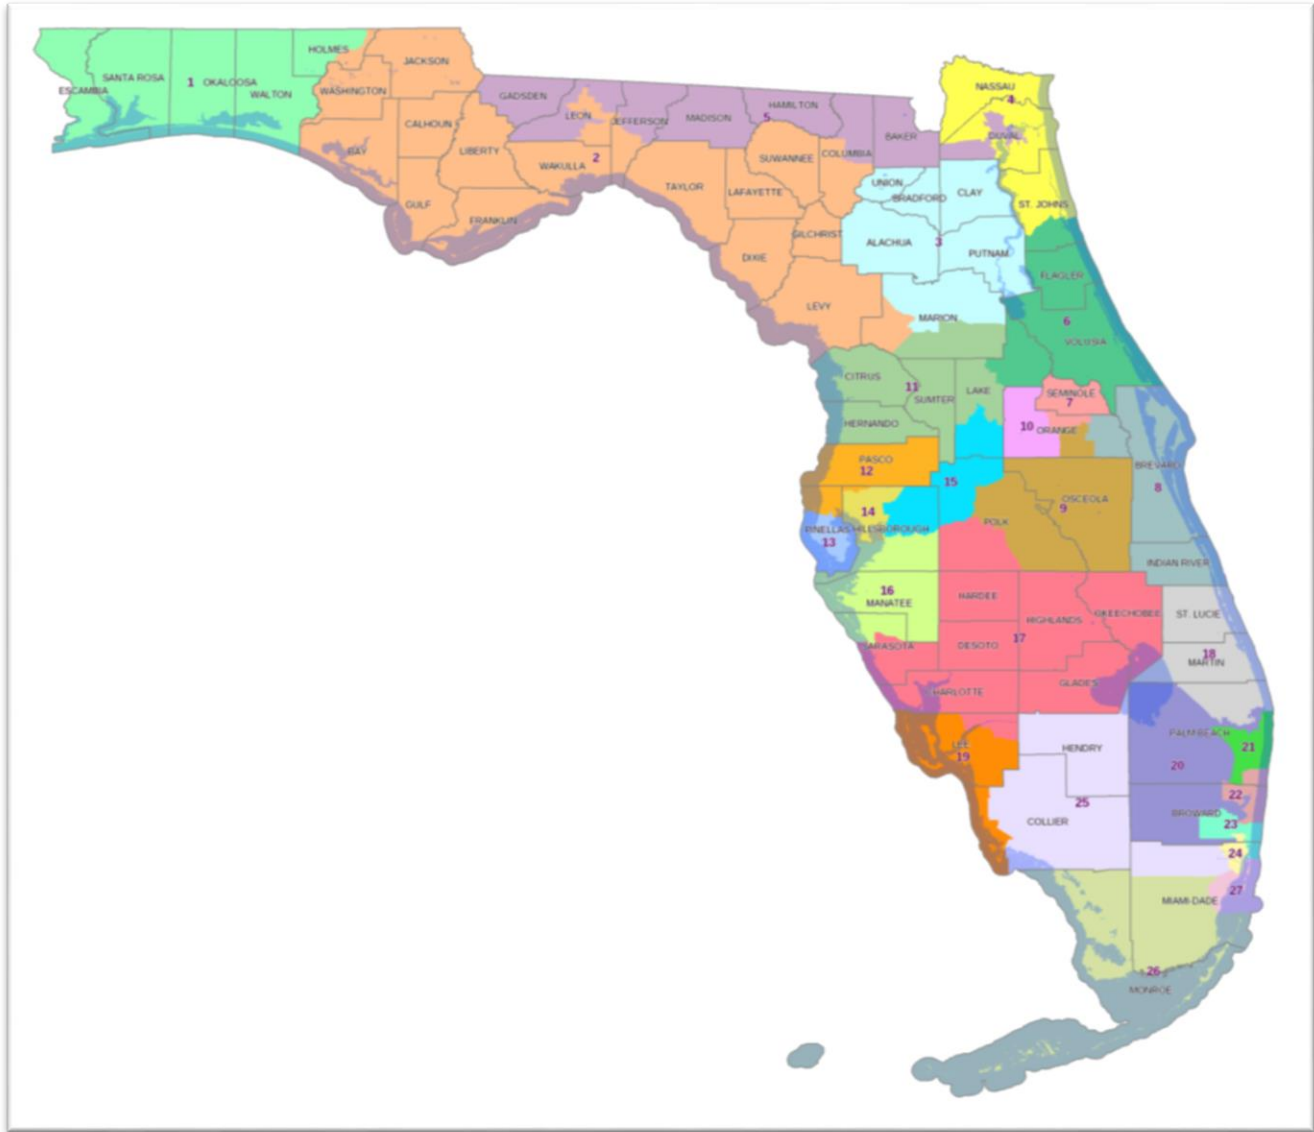 HOLMES
JACKSON
SANTA ROSA
1
OKALOOSA
ESCAMBIA
WALTON
WASHINGTON
NASSAU
4
GADSDEN
HAMILTON
LEON
JEFFERSON
MADISON
5
CALHOUN
DUVAL
BAKER
BAY
LIBERTY
COLUMBIA
SUWANNEE
WAKULLA
2
UNION
BRADFORD
CLAY
TAYLOR
LAFAYETTE
GULF
ST. JOHNS
FRANKLIN
GILCHRIST
ALACHUA
3
PUTNAM
DIXIE
FLAGLER
LEVY
MARION
6
VOLUSIA
CITRUS
11
LAKE
SUMTER
SEMINOLE
7
HERNANDO
10
ORANGE
PASCO
12
BREVARD
15
8
OSCEOLA
9
14
POLK
PINELLAS
HILLSBOROUGH
13
INDIAN RIVER
16
MANATEE
HARDEE
HIGHLANDS
OKEECHOBEE
ST. LUCIE
17
SARASOTA
DESOTO
18
MARTIN
GLADES
CHARLOTTE
PALM BEACH
LEE
19
HENDRY
21
20
22
25
COLLIER
BROWARD
23
24
27
MIAMI-DADE
26
MONROE